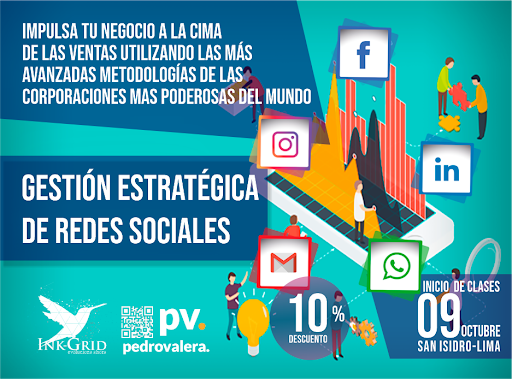 IMPULSA TU NEGOCIO A LA CIMA
DE LAS VENTAS UTILIZANDO LAS MÁS
AVANZADAS METODOLOGÍAS DE LAS
CORPORACIONES MAS PODEROSAS DEL MUNDO
GESTIÓN ESTRATÉGICA
DE REDES SOCIALES
f
in
INK-GRID
pv.
pedrovalera.
10%
DESCUENTO
INICIO DE CLASES
09 OCTUBRE
SAN ISIDRO-LIMA